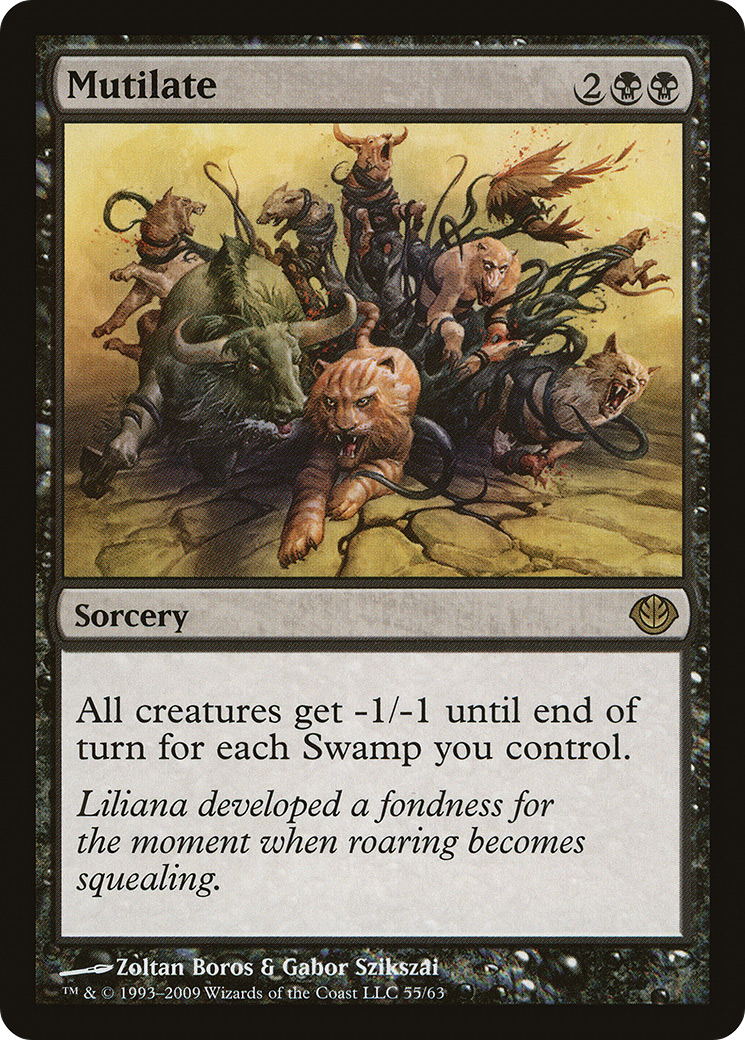 Mutilate 2
Sorcery
All creatures get -1/-1 until end of
turn for each Swamp you control.
Liliana developed a fondness for
the moment when roaring becomes
squealing.
Zoltan Boros & Gabor Szikszai
™ & © 1993–2009 Wizards of the Coast LLC 55/63